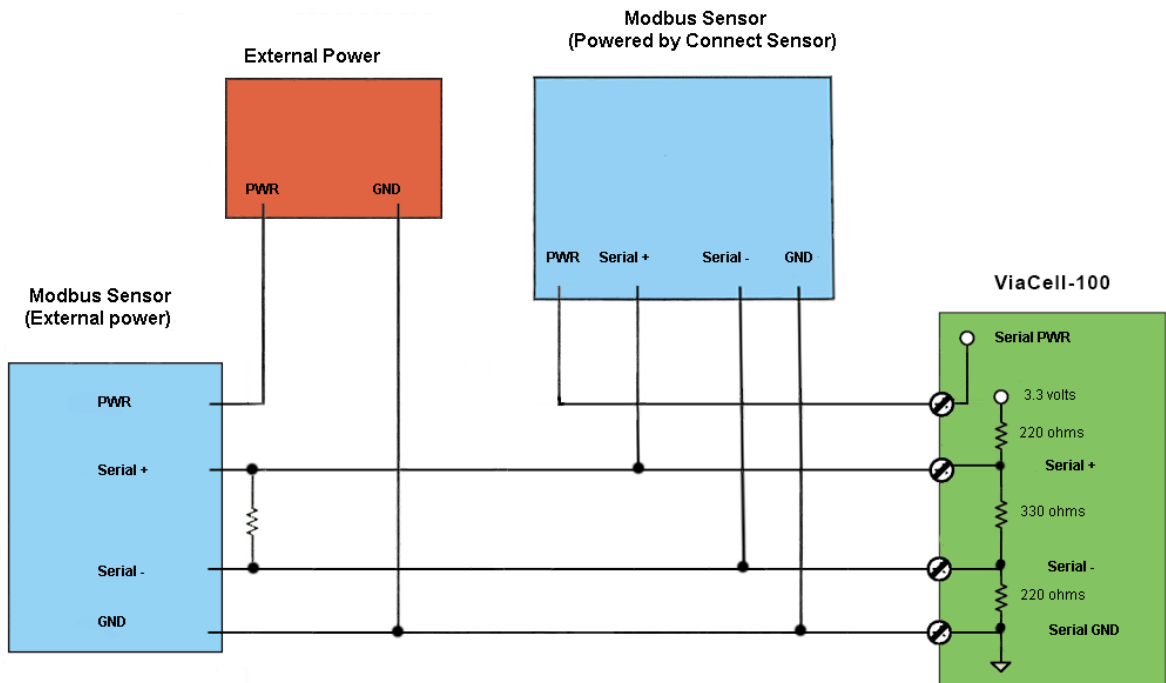 Modbus Sensor
(Powered by Connect Sensor)
External Power
PWR
GND
PWR
Serial +
Serial -
GND
ViaCell-100
Modbus Sensor
(External power)
PWR
Serial +
Serial -
GND
Serial PWR
3.3 volts
220 ohms
Serial +
330 ohms
Serial -
220 ohms
Serial GND